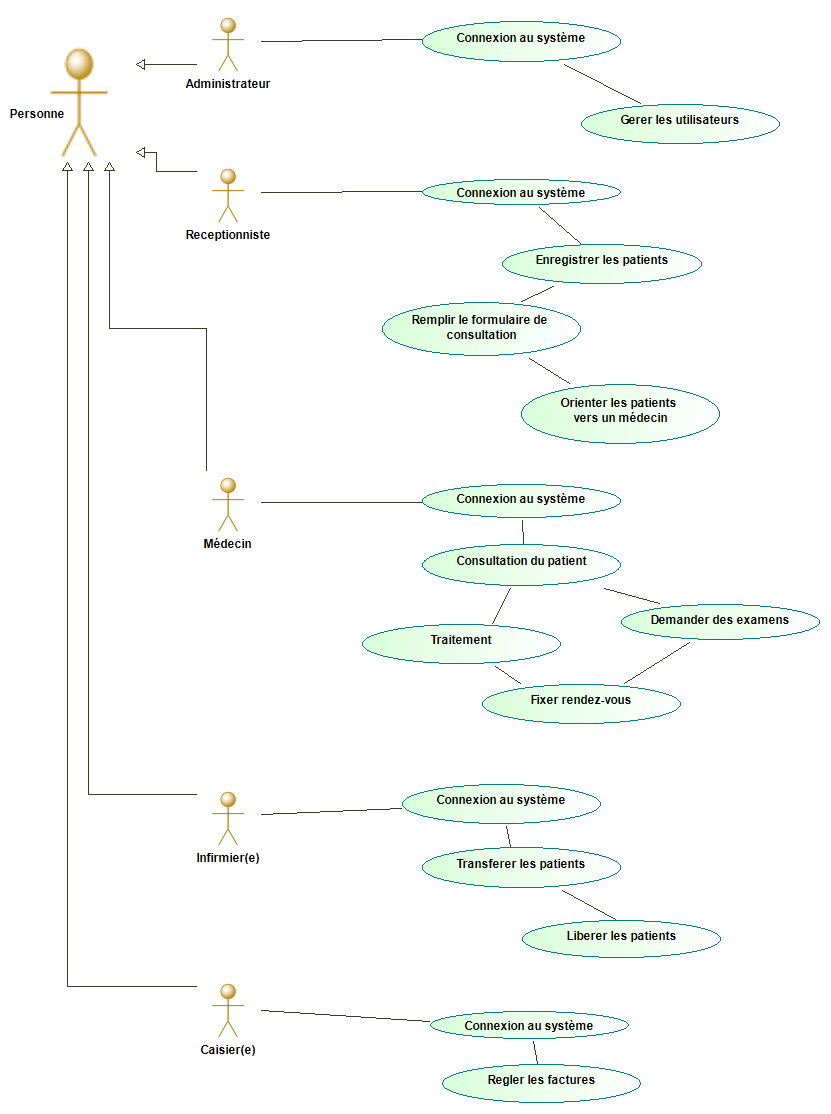 Connexion au système
Personne
Administrateur
Gerer les utilisateurs
Connexion au système
Receptionniste
Enregistrer les patients
Remplir le formulaire de
consultation
Orienter les patients
vers un médecin
Connexion au système
Médecin
Consultation du patient
Demander des examens
Traitement
Fixer rendez-vous
Connexion au système
Infirmier(e)
Transferer les patients
Liberer les patients
Connexion au système
Caisier(e)
Regler les factures